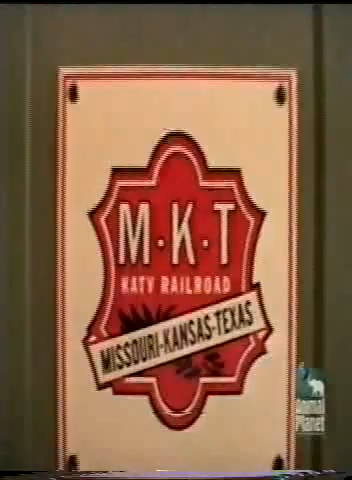 M·K·T
KATY RAILROAD
MISSOURI-KANSAS-TEXAS
Animal
Planet